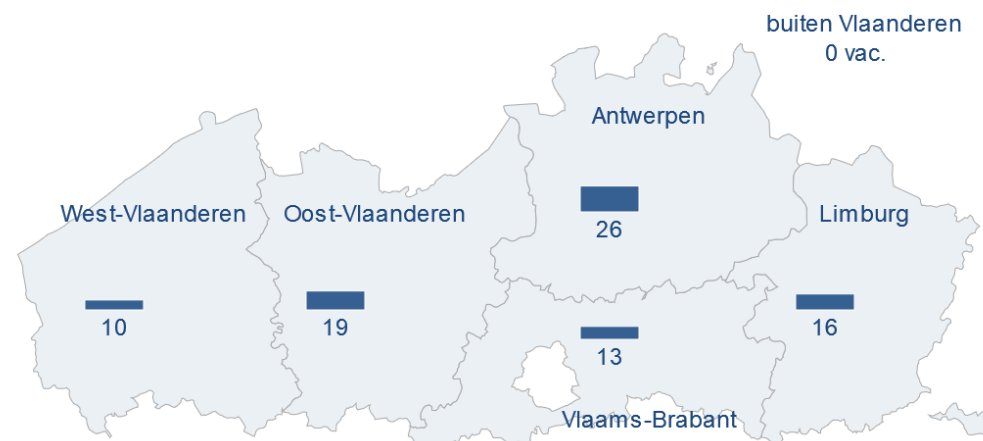 buiten Vlaanderen
0 vac.
Antwerpen
26
West-Vlaanderen
10
Oost-Vlaanderen
19
Limburg
16
13
Vlaams-Brabant